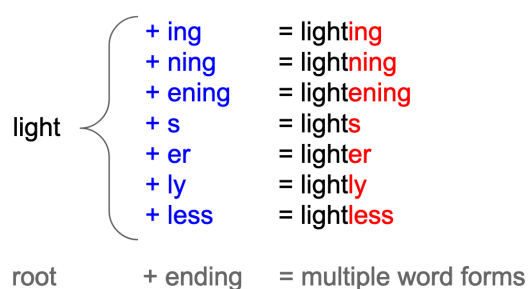 + ing = lighting
+ ning = lightning
+ ening = lightening
light + s = lights
+ er = lighter
+ ly = lightly
+ less = lightless
root + ending = multiple word forms